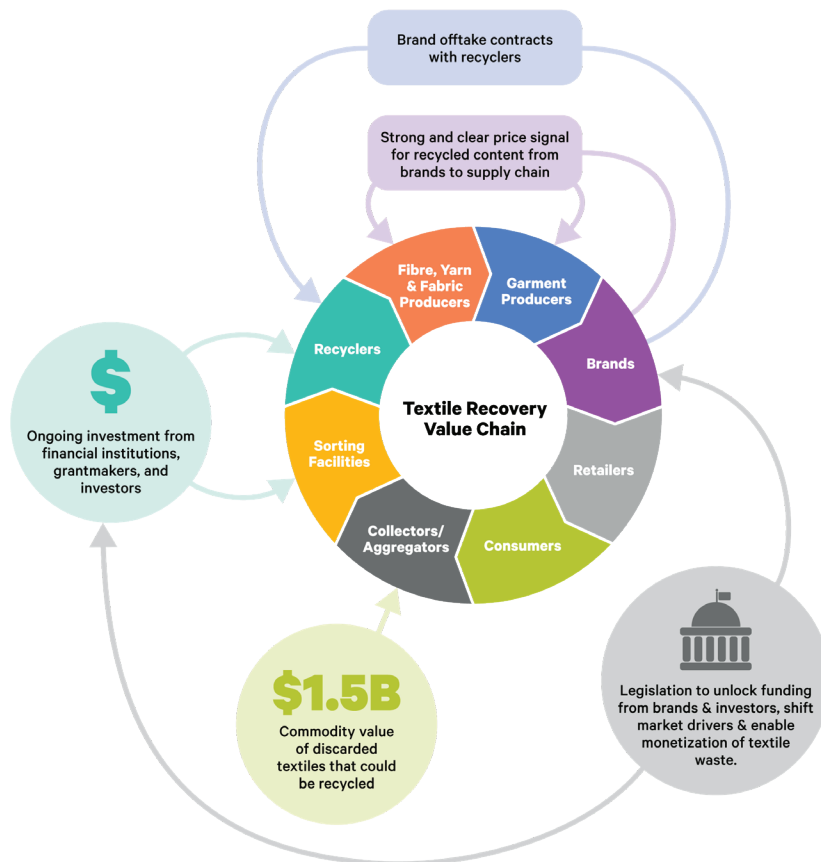 Brand offtake contracts
with recyclers
Strong and clear price signal
for recycled content from
brands to supply chain
Fibre, Yarn
& Fabric
Producers
Garment
Producers
Recyclers
Brands
Textile Recovery
Value Chain
$
Ongoing investment from
financial institutions,
grantmakers, and
investors
Sorting
Facilities
Retailers
Collectors/
Aggregators
Consumers
$1.5B
Commodity value
of discarded
textiles that could
be recycled
Legislation to unlock funding
from brands & investors, shift
market drivers & enable
monetization of textile
waste.